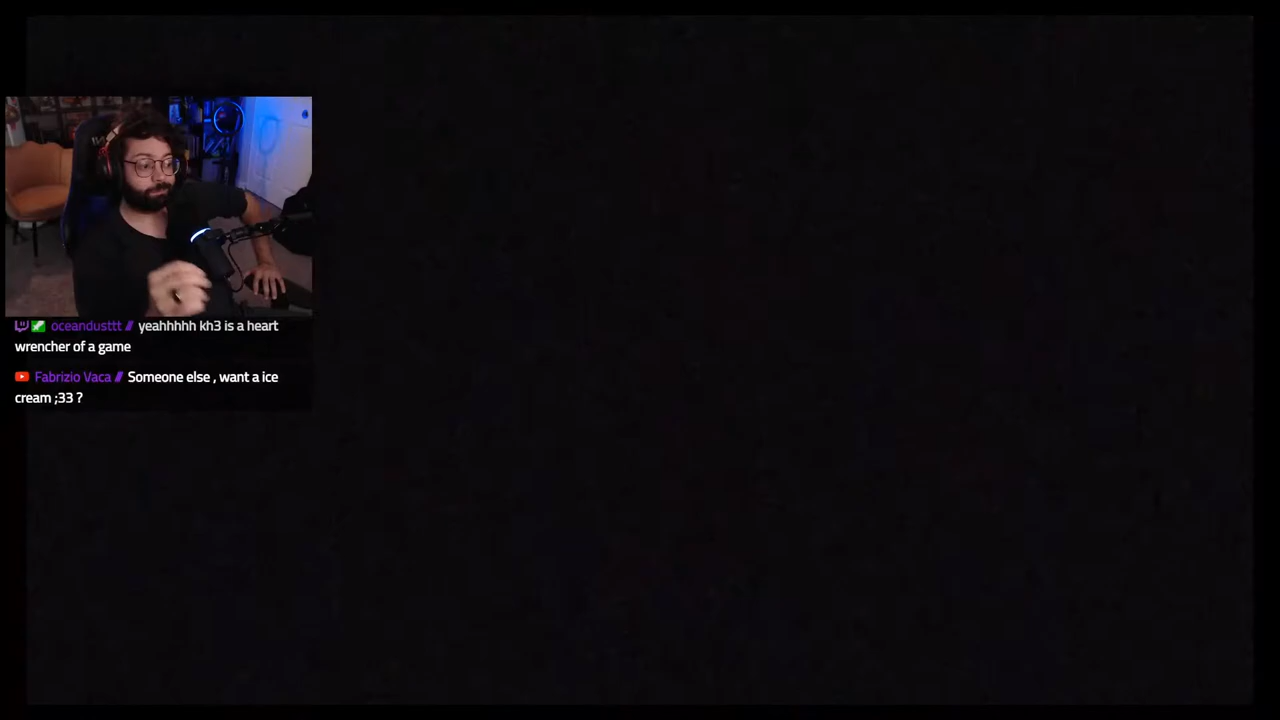 oceandusttt // yeahhhhh kh3 is a heart
wrencher of a game
Fabrizio Vaca // Someone else , want a ice
cream ;33 ?